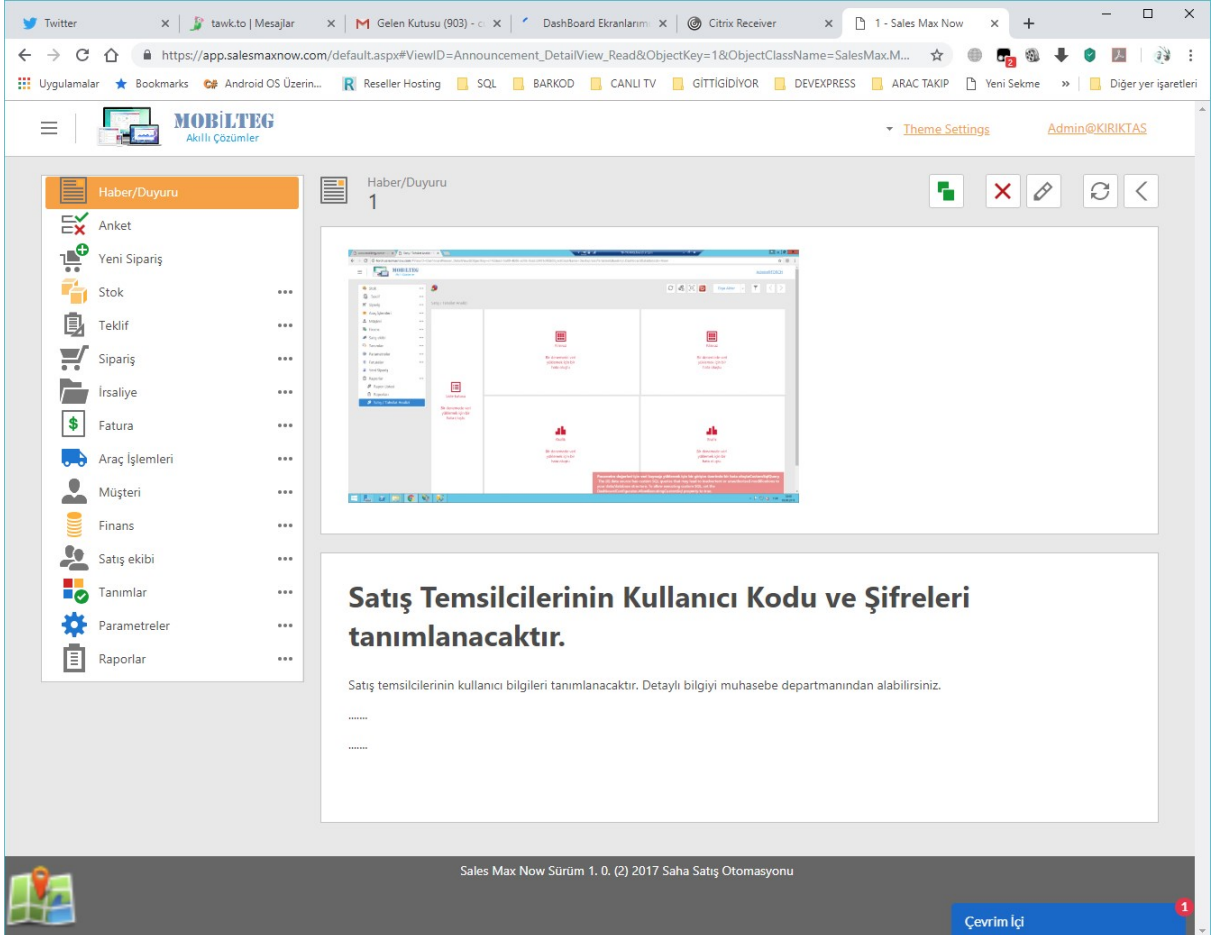 Twitter
tawk.to | Mesajlar
Gelen Kutusu (903) - c
DashBoard Ekranlarım
Citrix Receiver
1 - Sales Max Now
https://app.salesmaxnow.com/default.aspx#ViewID=Announcement_DetailView_Read&ObjectKey=1&ObjectClassName=SalesMax.M...
2
Uygulamalar
Bookmarks
C#
Android OS Üzerin...
R
Reseller Hosting
SQL
BARKOD
CANLI TV
GİTTİGİDİYOR
DEVEXPRESS
ARAC TAKIP
Yeni Sekme
»
Diğer yer işaretleri
MOBİLTEG
Akıllı Çözümler
Theme Settings
Admin@KIRIKTAS
Haber/Duyuru
Anket
Yeni Sipariş
Stok
Teklif
Sipariş
İrsaliye
Fatura
Araç İşlemleri
Müşteri
Finans
Satış ekibi
Tanımlar
Parametreler
Raporlar
Haber/Duyuru
1
Satış Temsilcilerinin Kullanıcı Kodu ve Şifreleri
tanımlanacaktır.
Satış temsilcilerinin kullanıcı bilgileri tanımlanacaktır. Detaylı bilgiyi muhasebe departmanından alabilirsiniz.
.......
.......
Sales Max Now Sürüm 1. 0. (2) 2017 Saha Satış Otomasyonu
Çevrim İçi
1